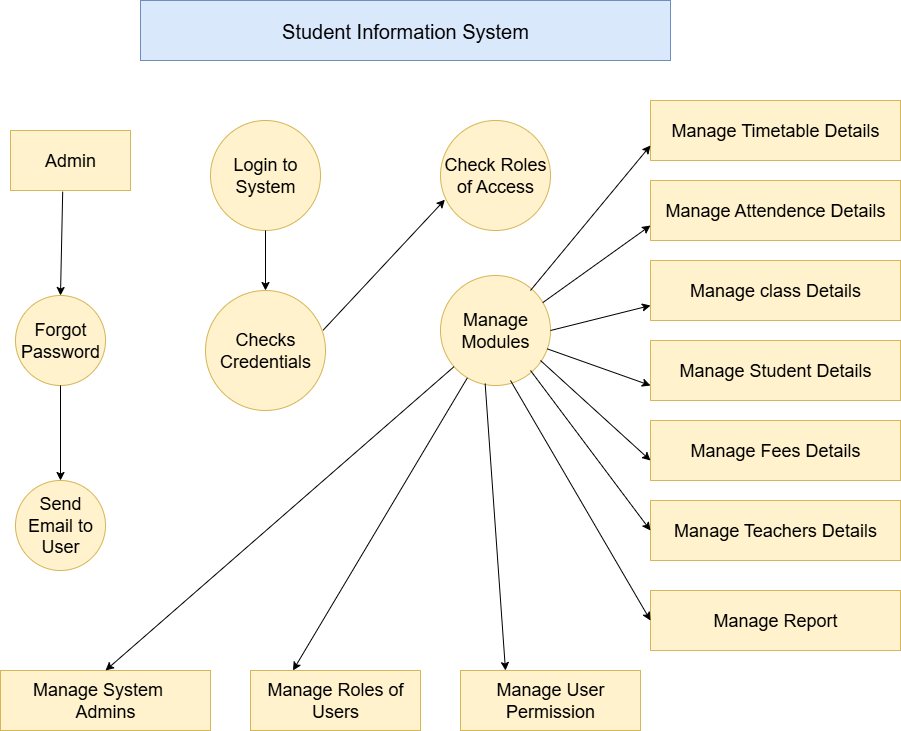 Student Information System
Admin
Login to
System
Check Roles
of Access
Manage Timetable Details
Manage Attendence Details
Manage class Details
Forgot
Password
Checks
Credentials
Manage
Modules
Manage Student Details
Manage Fees Details
Send
Email to
User
Manage Teachers Details
Manage Report
Manage System
Admins
Manage Roles of
Users
Manage User
Permission